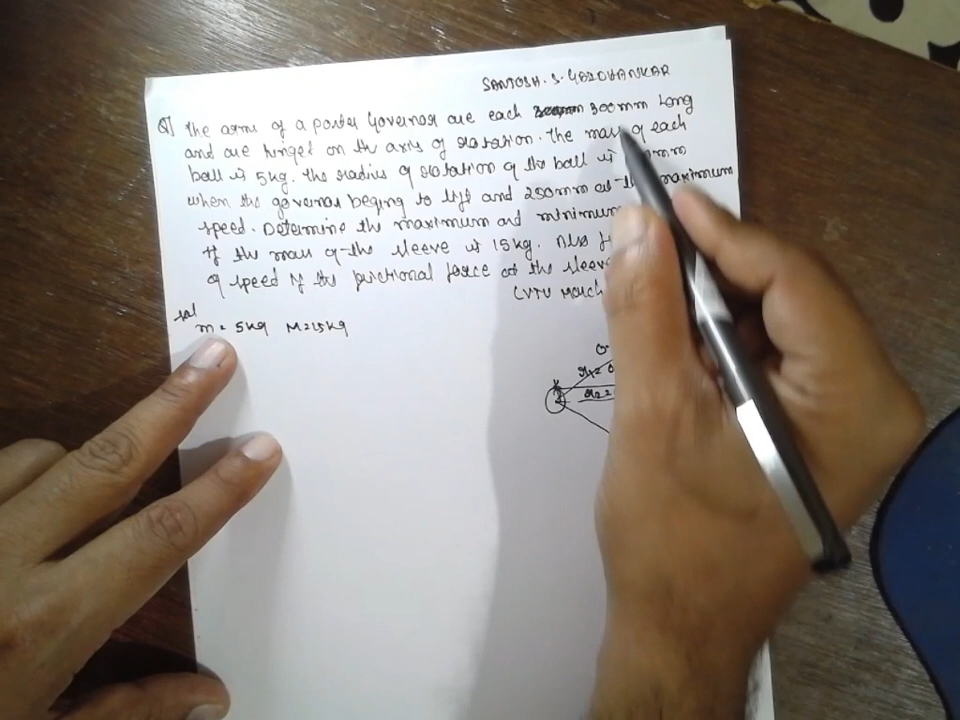 SANTOSH. S. GAIDHANKAR
Q] The arms of a porter Governor are each 300mm Long
and are hinged on the axis of rotation. The mass of each
ball is 5kg. The radius of rotation of the ball is mm
when the governor begins to lift and 250mm at the maximum
speed. Determine the maximum and minimum
if the mass of the sleeve is 15kg. Also
of speed if the frictional force at the sleeve
(VTU March
Sol
m = 5kg M=15kg